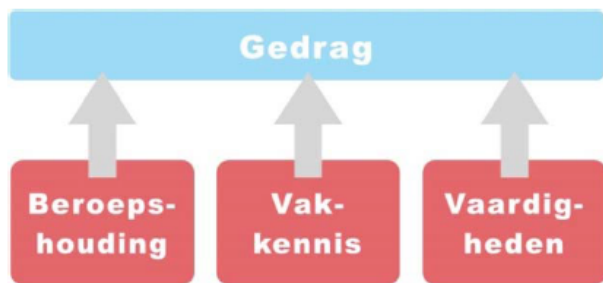 Gedrag
Beroeps-
houding
Vak-
kennis
Vaardig-
heden